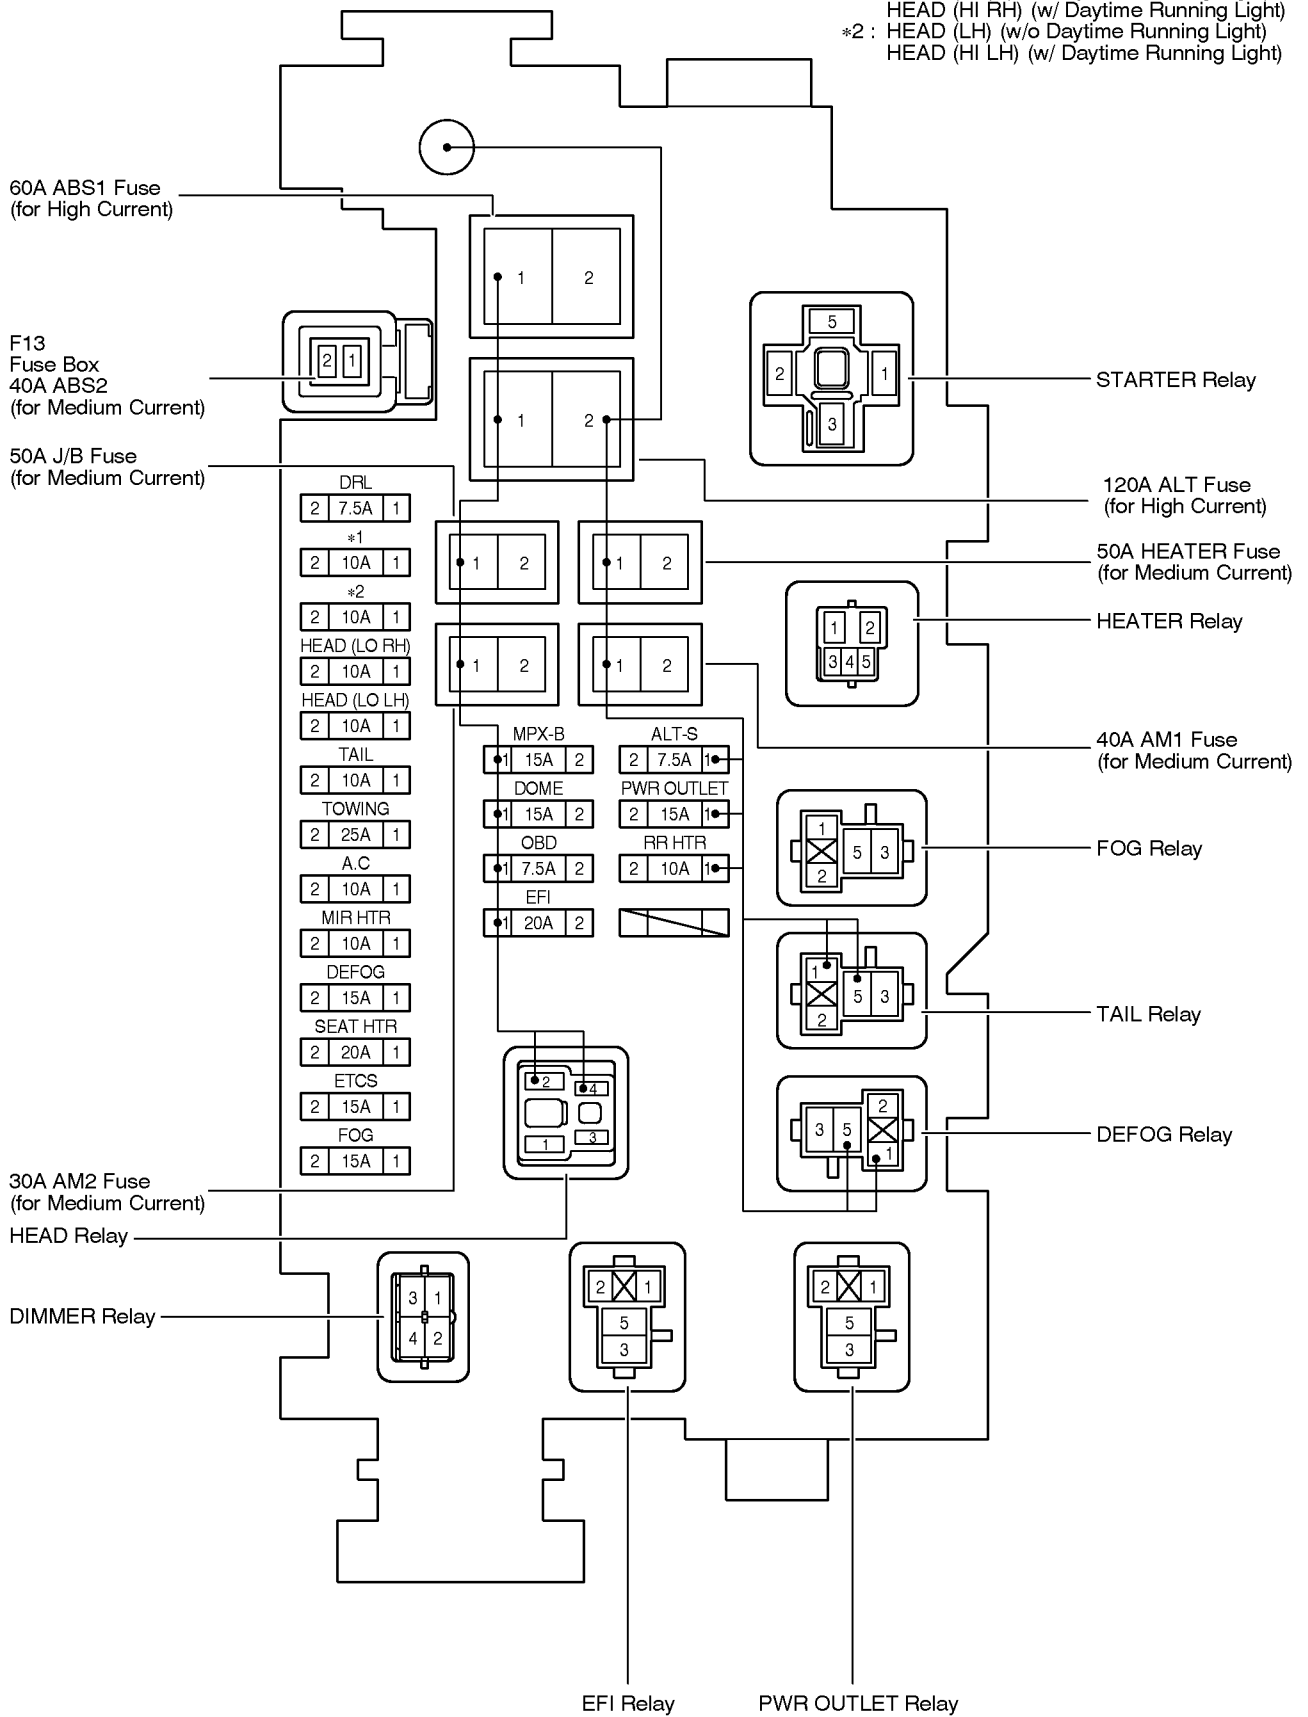 HEAD (HI RH) (w/ Daytime Running Light)
*2 : HEAD (LH) (w/o Daytime Running Light)
HEAD (HI LH) (w/ Daytime Running Light)
60A ABS1 Fuse
(for High Current)
1 2
F13
Fuse Box
40A ABS2
(for Medium Current)
2 1
5
2 1
3
STARTER Relay
1 2
50A J/B Fuse
(for Medium Current)
120A ALT Fuse
(for High Current)
DRL
2 7.5A 1
*1
2 10A 1
*2
2 10A 1
HEAD (LO RH)
2 10A 1
HEAD (LO LH)
2 10A 1
TAIL
2 10A 1
TOWING
2 25A 1
A.C
2 10A 1
MIR HTR
2 10A 1
DEFOG
2 15A 1
SEAT HTR
2 20A 1
ETCS
2 15A 1
FOG
2 15A 1
1 2
1 2
50A HEATER Fuse
(for Medium Current)
1 2
3 4 5
HEATER Relay
1 2
1 2
40A AM1 Fuse
(for Medium Current)
MPX-B
1 15A 2
DOME
1 15A 2
OBD
1 7.5A 2
EFI
1 20A 2
ALT-S
2 7.5A 1
PWR OUTLET
2 15A 1
RR HTR
2 10A 1
1
5 3
2
FOG Relay
1
5 3
2
TAIL Relay
2
3 5
1
DEFOG Relay
2 4
1 3
30A AM2 Fuse
(for Medium Current)
HEAD Relay
3 1
4 2
DIMMER Relay
2 1
5
3
2 1
5
3
EFI Relay
PWR OUTLET Relay